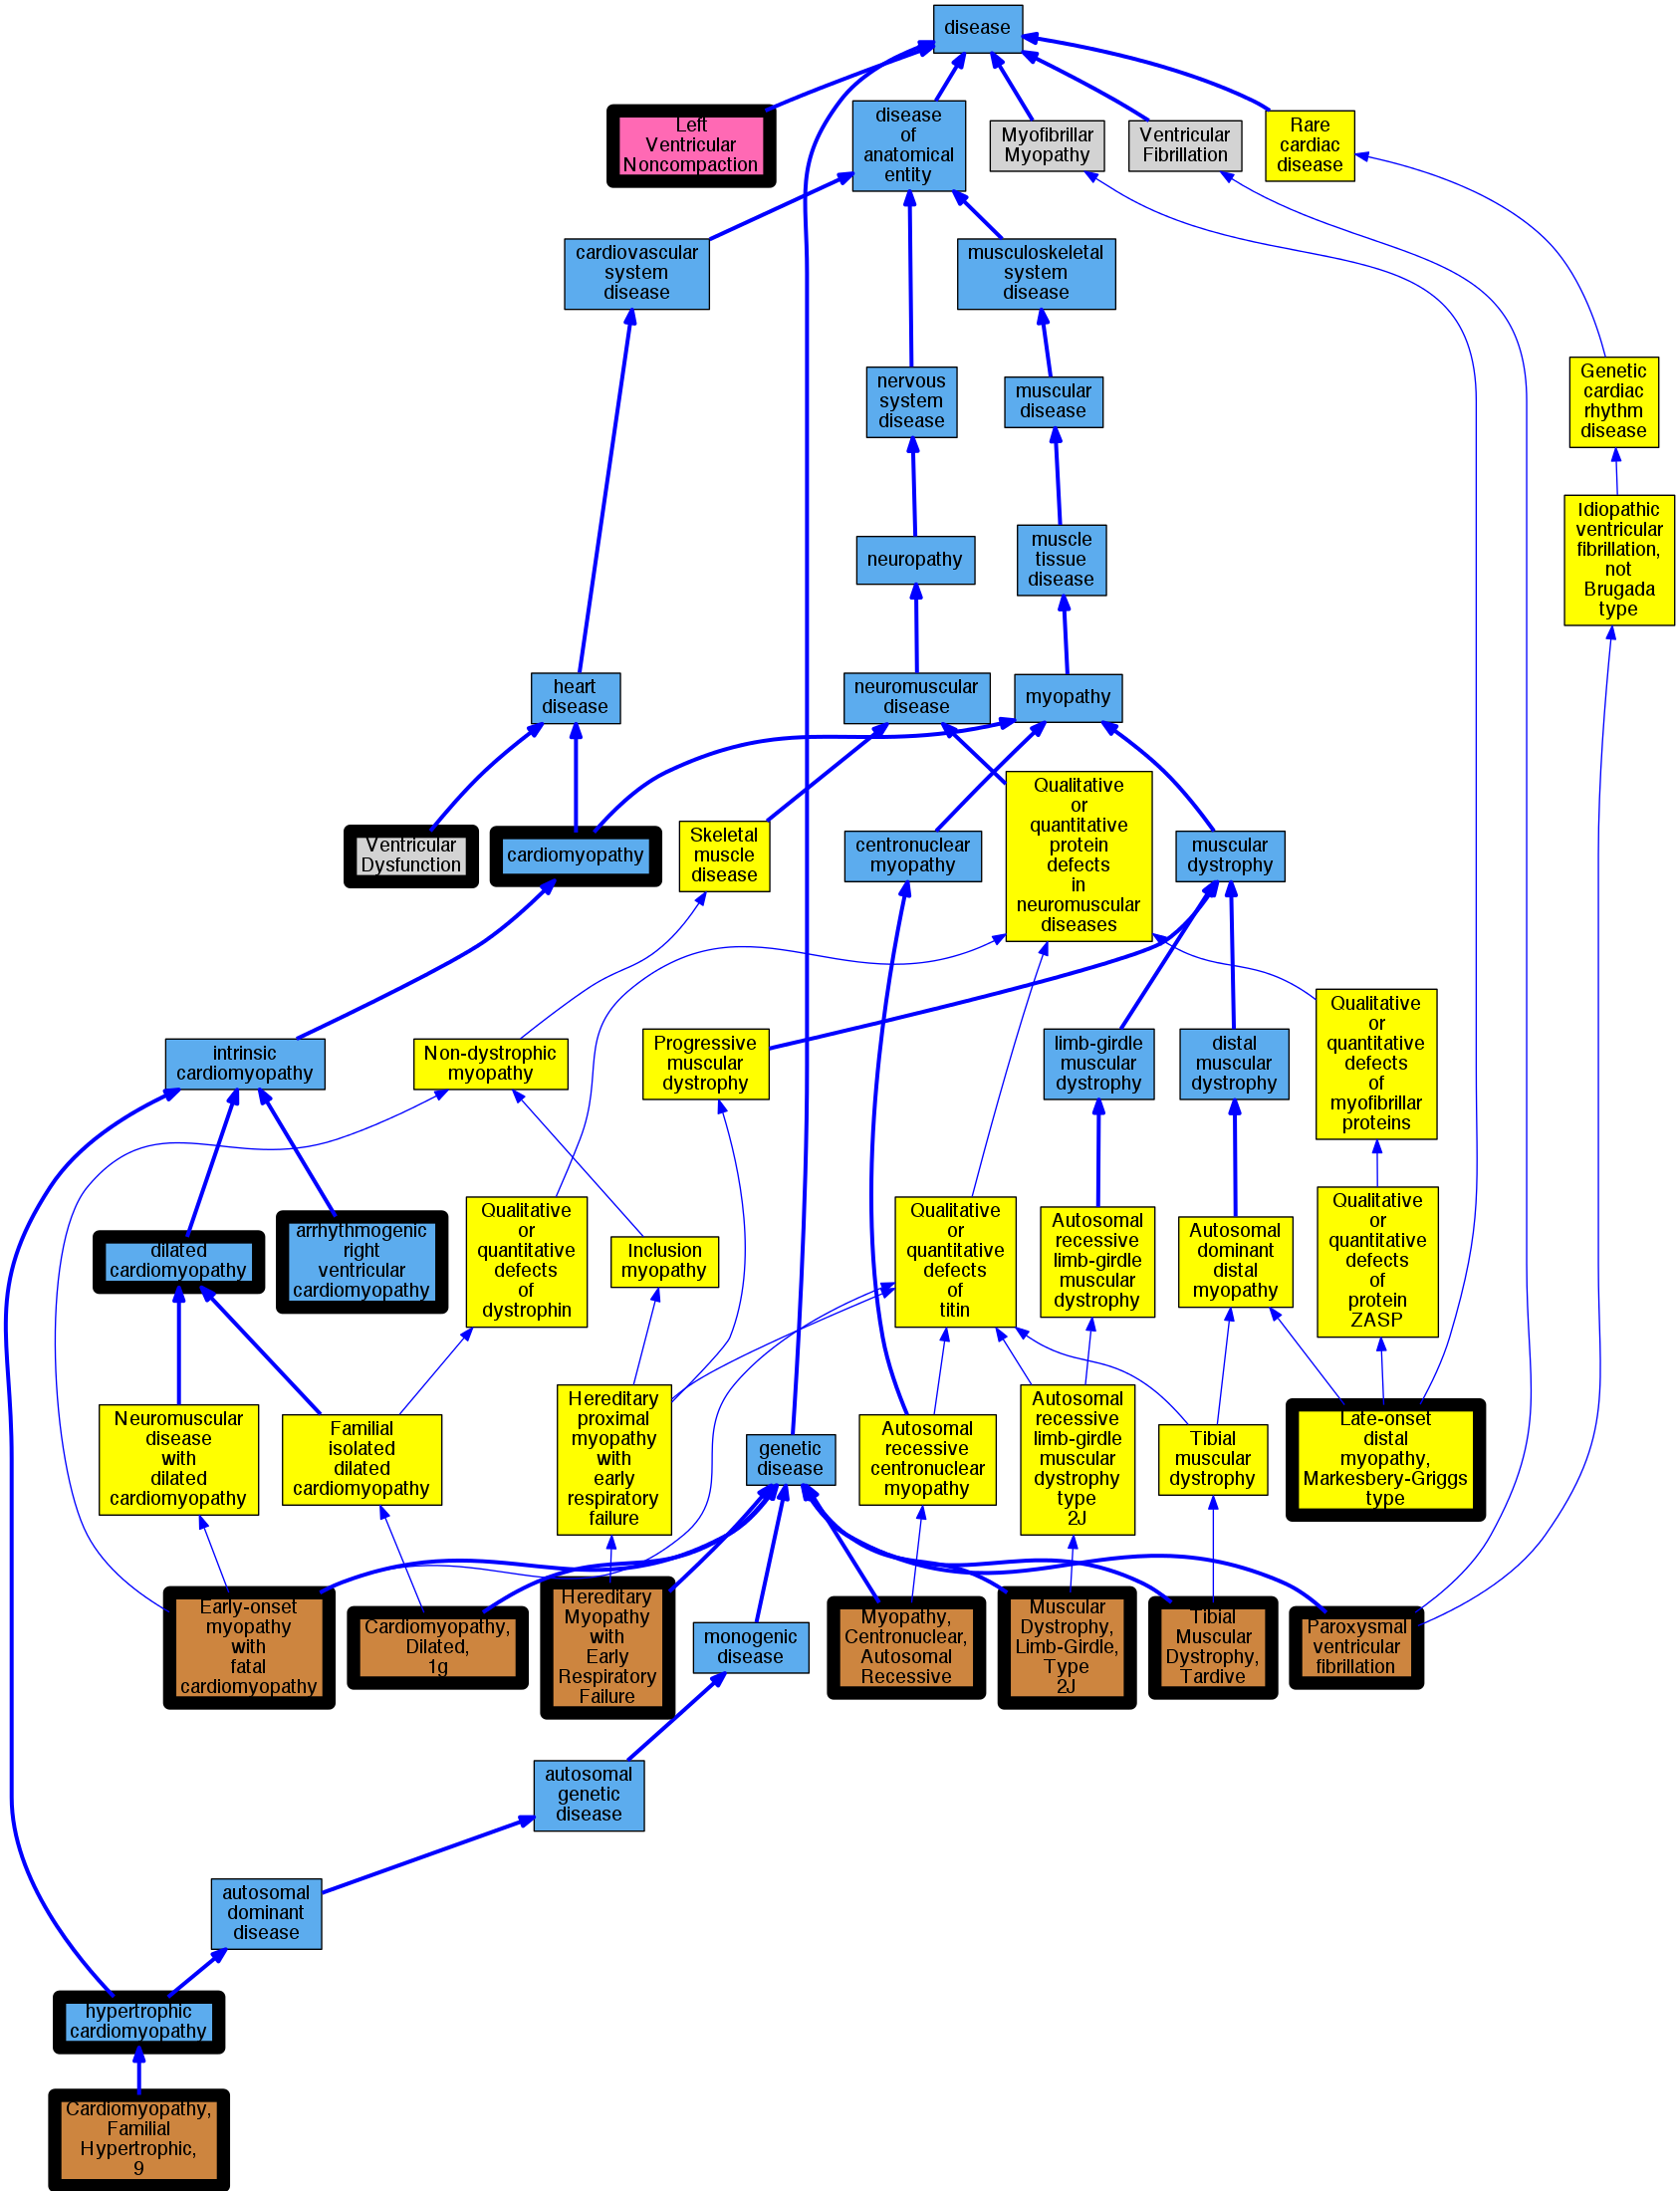 disease
Left
Ventricular
Noncompaction
disease
of
anatomical
entity
Myofibrillar
Myopathy
Ventricular
Fibrillation
Rare
cardiac
disease
cardiovascular
system
disease
musculoskeletal
system
disease
nervous
system
disease
muscular
disease
Genetic
cardiac
rhythm
disease
neuropathy
muscle
tissue
disease
Idiopathic
ventricular
fibrillation,
not
Brugada
type
heart
disease
neuromuscular
disease
myopathy
Ventricular
Dysfunction
cardiomyopathy
Skeletal
muscle
disease
centronuclear
myopathy
Qualitative
or
quantitative
protein
defects
in
neuromuscular
diseases
muscular
dystrophy
intrinsic
cardiomyopathy
Non-dystrophic
myopathy
Progressive
muscular
dystrophy
limb-girdle
muscular
dystrophy
distal
muscular
dystrophy
Qualitative
or
quantitative
defects
of
myofibrillar
proteins
dilated
cardiomyopathy
arrhythmogenic
right
ventricular
cardiomyopathy
Qualitative
or
quantitative
defects
of
dystrophin
Inclusion
myopathy
Qualitative
or
quantitative
defects
of
titin
Autosomal
recessive
limb-girdle
muscular
dystrophy
Autosomal
dominant
distal
myopathy
Qualitative
or
quantitative
defects
of
protein
ZASP
Neuromuscular
disease
with
dilated
cardiomyopathy
Familial
isolated
dilated
cardiomyopathy
Hereditary
proximal
myopathy
with
early
respiratory
failure
genetic
disease
Autosomal
recessive
centronuclear
myopathy
Autosomal
recessive
limb-girdle
muscular
dystrophy
type
2J
Tibial
muscular
dystrophy
Late-onset
distal
myopathy,
Markesbery-Griggs
type
Early-onset
myopathy
with
fatal
cardiomyopathy
Cardiomyopathy,
Dilated,
1g
Hereditary
Myopathy
with
Early
Respiratory
Failure
monogenic
disease
Myopathy,
Centronuclear,
Autosomal
Recessive
Muscular
Dystrophy,
Limb-Girdle,
Type
2J
Tibial
Muscular
Dystrophy,
Tardive
Paroxysmal
ventricular
fibrillation
autosomal
genetic
disease
autosomal
dominant
disease
hypertrophic
cardiomyopathy
Cardiomyopathy,
Familial
Hypertrophic,
9